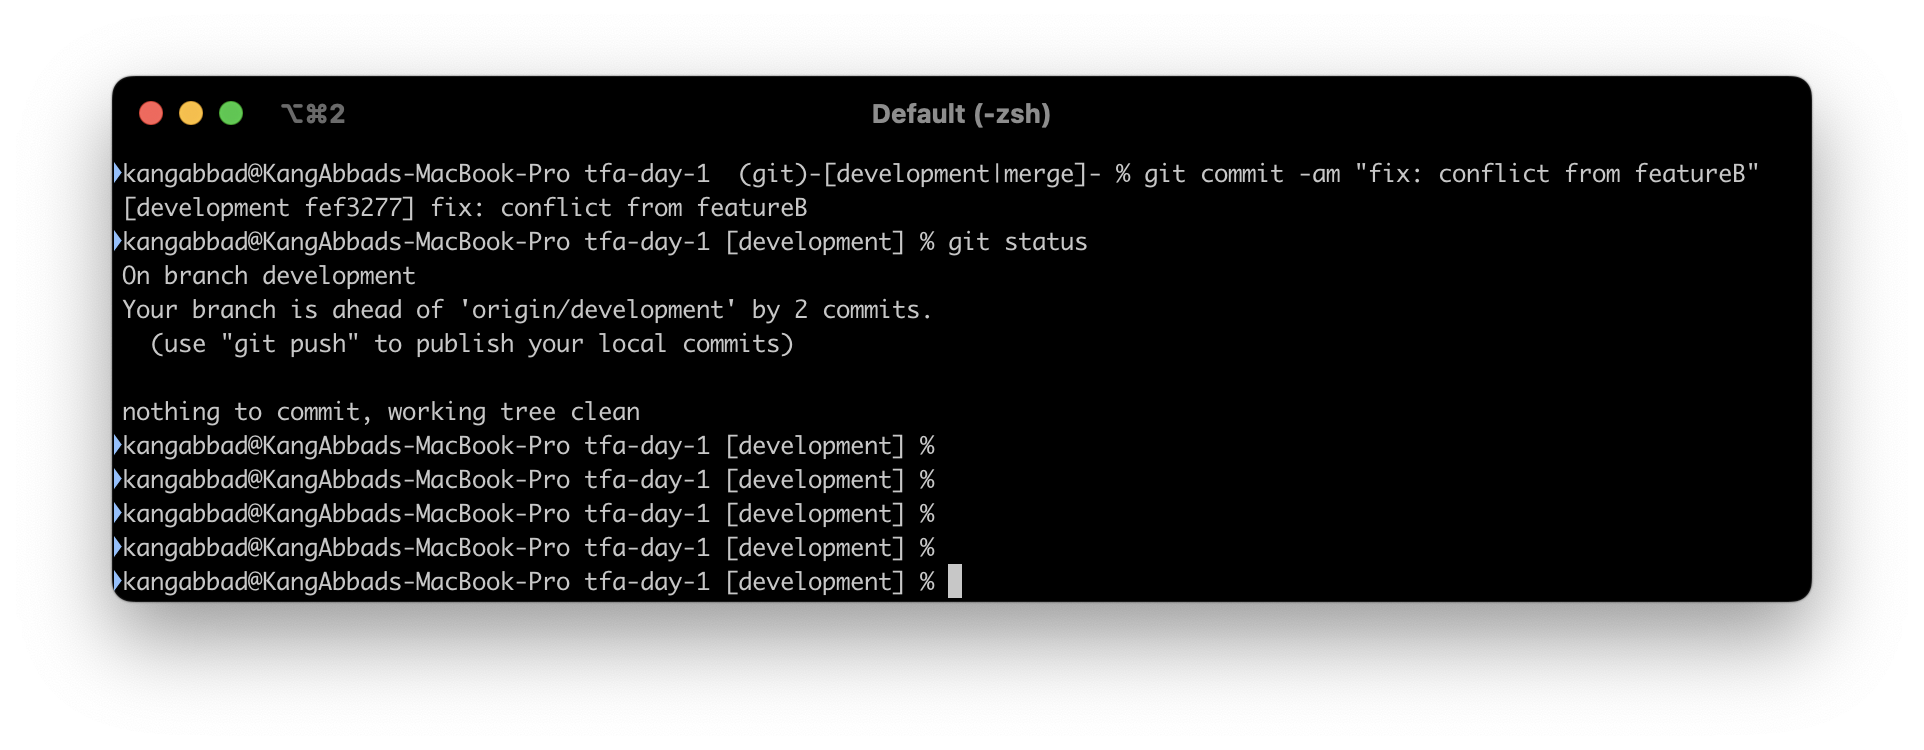 ⌥⌘2
Default (-zsh)
kangabbad@KangAbbads-MacBook-Pro tfa-day-1  (git)-[development|merge]- % git commit -am "fix: conflict from featureB"
[development fef3277] fix: conflict from featureB
kangabbad@KangAbbads-MacBook-Pro tfa-day-1 [development] % git status
On branch development
Your branch is ahead of 'origin/development' by 2 commits.
  (use "git push" to publish your local commits)

nothing to commit, working tree clean
kangabbad@KangAbbads-MacBook-Pro tfa-day-1 [development] %
kangabbad@KangAbbads-MacBook-Pro tfa-day-1 [development] %
kangabbad@KangAbbads-MacBook-Pro tfa-day-1 [development] %
kangabbad@KangAbbads-MacBook-Pro tfa-day-1 [development] %
kangabbad@KangAbbads-MacBook-Pro tfa-day-1 [development] %